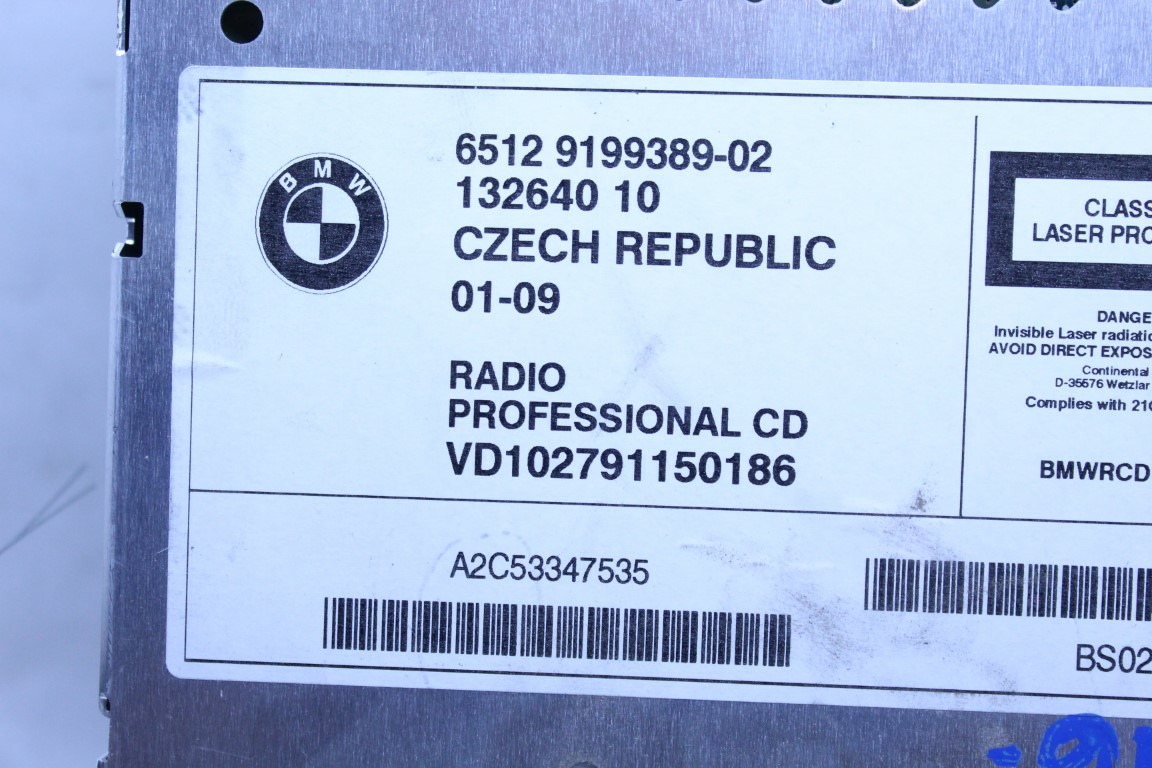 BMW
6512 9199389-02
132640 10
CZECH REPUBLIC
01-09
RADIO
PROFESSIONAL CD
VD102791150186
A2C53347535
CLASS
LASER PRO
DANGE
Invisible Laser radiatio
AVOID DIRECT EXPOS
Continental
D-35576 Wetzlar
Complies with 21C
BMWRCD
BS02